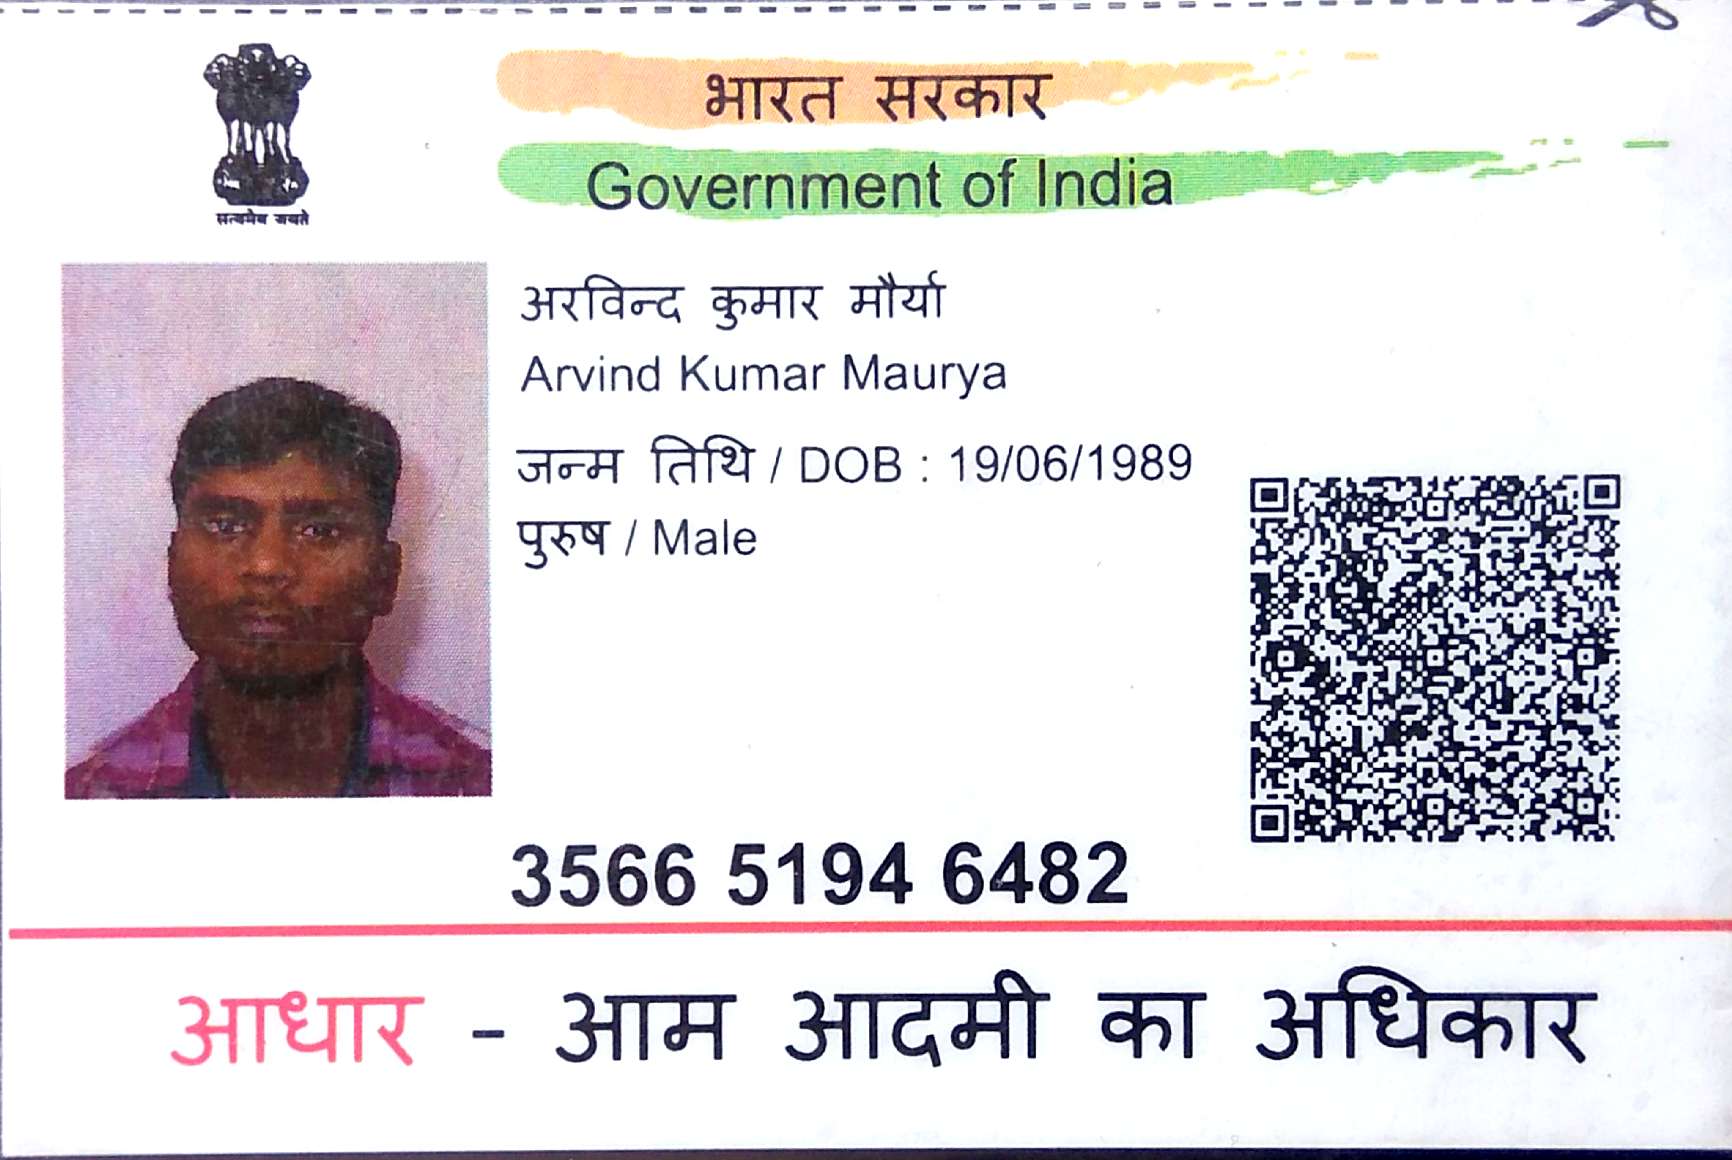 सत्यमेव जयते
भारत सरकार
Government of India
अरविन्द कुमार मौर्या
Arvind Kumar Maurya
जन्म तिथि / DOB : 19/06/1989
पुरुष / Male
3566 5194 6482
आधार - आम आदमी का अधिकार